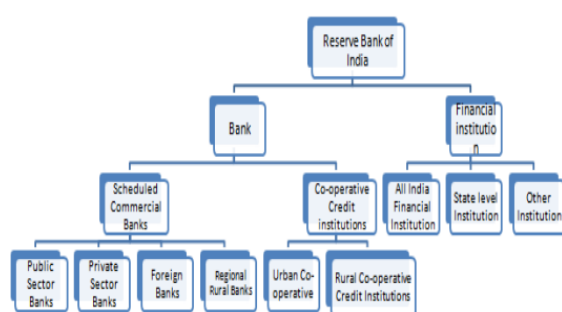 Reserve Bank of
India
Bank
Financial
institutio
n
Scheduled
Commercial
Banks
Co-operative
Credit
institutions
All India
Financial
Institution
State level
Institution
Other
Institution
Public
Sector
Banks
Private
Sector
Banks
Foreign
Banks
Regional
Rural Banks
Urban Co-
operative
Rural Co-operative
Credit Institutions